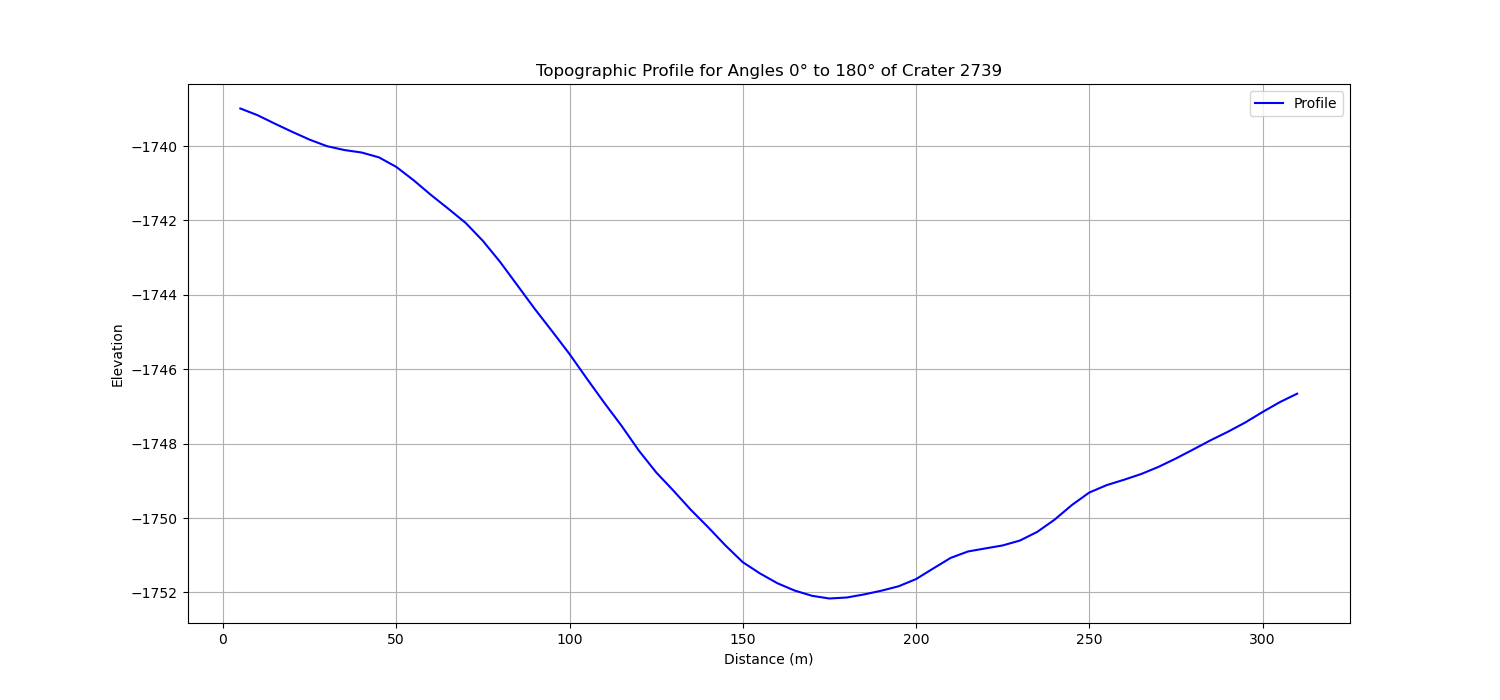 Topographic Profile for Angles 0° to 180° of Crater 2739
Profile
−1740
−1742
−1744
−1746
−1748
−1750
−1752
Elevation
0 50 100 150 200 250 300
Distance (m)